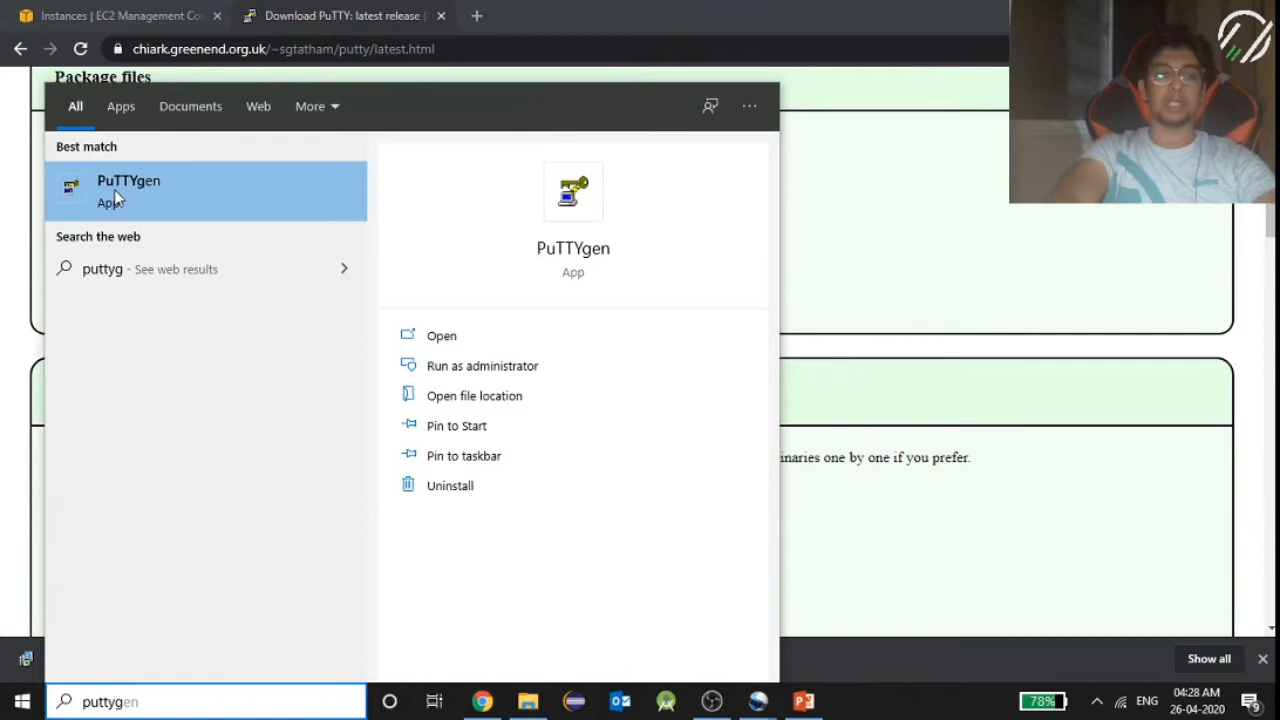 Instances | EC2 Management Co
Download PuTTY: latest release (
chiark.greenend.org.uk/~sgtatham/putty/latest.html
Package files
All
Apps
Documents
Web
More
Best match
PuTTYgen
App
Search the web
puttyg - See web results
PuTTYgen
App
Open
Run as administrator
Open file location
Pin to Start
Pin to taskbar
Uninstall
inaries one by one if you prefer.
Show all
puttygen
78%
ENG
04:28 AM
26-04-2020
9